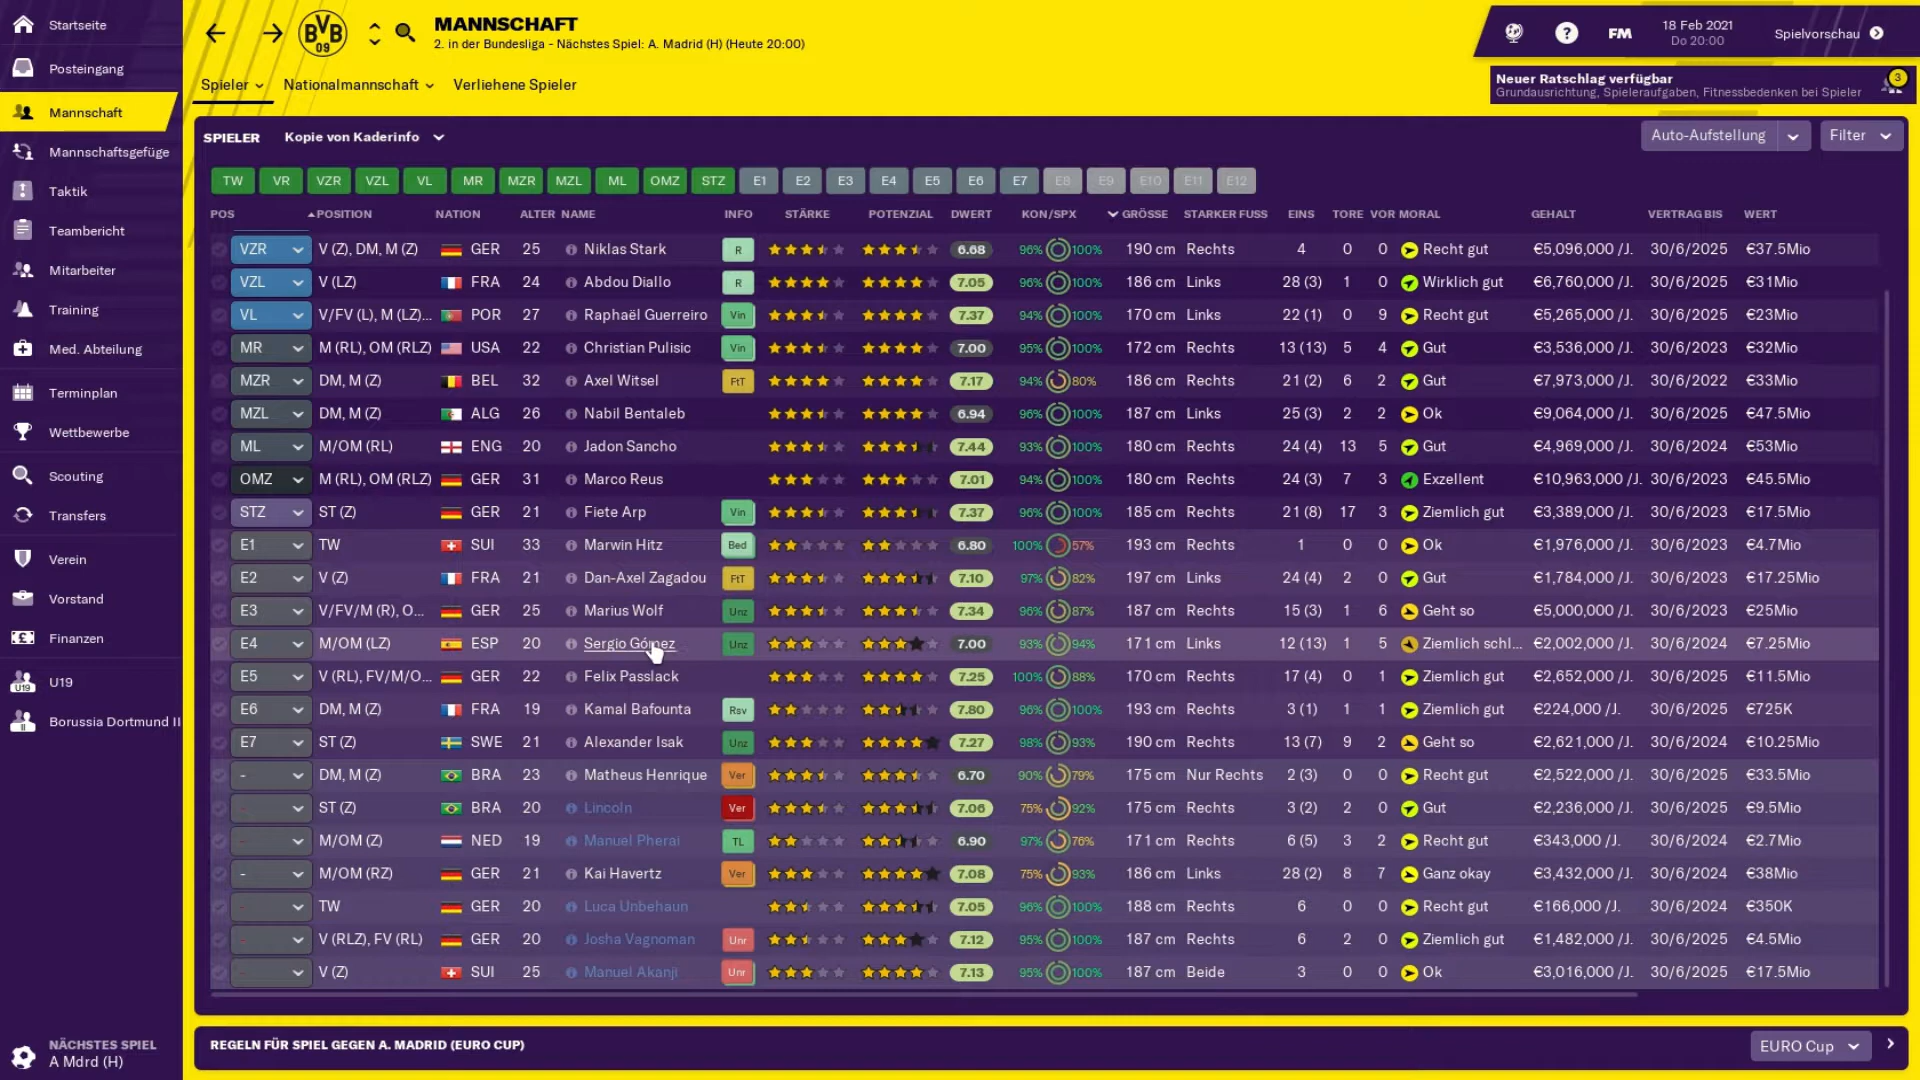 Startseite
Posteingang
Mannschaft
Mannschaftsgefüge
Taktik
Teambericht
Mitarbeiter
Training
Med. Abteilung
Terminplan
Wettbewerbe
Scouting
Transfers
Verein
Vorstand
Finanzen
U19
Borussia Dortmund II
NÄCHSTES SPIEL
A Mdrd (H)
BVB 09
MANNSCHAFT
2. in der Bundesliga - Nächstes Spiel: A. Madrid (H) (Heute 20:00)
FM
18 Feb 2021
Do 20:00
Spielvorschau
Spieler
Nationalmannschaft
Verliehene Spieler
Neuer Ratschlag verfügbar
Grundausrichtung, Spieleraufgaben, Fitnessbedenken bei Spieler
3
SPIELER Kopie von Kaderinfo
Auto-Aufstellung
Filter
TW VR VZR VZL VL MR MZR MZL ML OMZ STZ E1 E2 E3 E4 E5 E6 E7 E8 E9 E10 E11 E12
POS POSITION NATION ALTER NAME INFO STÄRKE POTENZIAL DWERT KON/SPX GRÖSSE STARKER FUSS EINS TORE VOR MORAL GEHALT VERTRAG BIS WERT
VZR V (Z), DM, M (Z) GER 25 Niklas Stark R 6.68 96% 100% 190 cm Rechts 4 0 0 Recht gut €5,096,000 /J. 30/6/2025 €37.5Mio
VZL V (LZ) FRA 24 Abdou Diallo R 7.05 96% 100% 186 cm Links 28 (3) 1 0 Wirklich gut €6,760,000 /J. 30/6/2025 €31Mio
VL V/FV (L), M (LZ)... POR 27 Raphaël Guerreiro Vin 7.37 94% 100% 170 cm Links 22 (1) 0 9 Recht gut €5,265,000 /J. 30/6/2025 €23Mio
MR M (RL), OM (RLZ) USA 22 Christian Pulisic Vin 7.00 95% 100% 172 cm Rechts 13 (13) 5 4 Gut €3,536,000 /J. 30/6/2023 €32Mio
MZR DM, M (Z) BEL 32 Axel Witsel FtT 7.17 94% 80% 186 cm Rechts 21 (2) 6 2 Gut €7,973,000 /J. 30/6/2022 €33Mio
MZL DM, M (Z) ALG 26 Nabil Bentaleb 6.94 96% 100% 187 cm Links 25 (3) 2 2 Ok €9,064,000 /J. 30/6/2025 €47.5Mio
ML M/OM (RL) ENG 20 Jadon Sancho 7.44 93% 100% 180 cm Rechts 24 (4) 13 5 Gut €4,969,000 /J. 30/6/2024 €53Mio
OMZ M (RL), OM (RLZ) GER 31 Marco Reus 7.01 94% 100% 180 cm Rechts 24 (3) 7 3 Exzellent €10,963,000 /J. 30/6/2023 €45.5Mio
STZ ST (Z) GER 21 Fiete Arp Vin 7.37 96% 100% 185 cm Rechts 21 (8) 17 3 Ziemlich gut €3,389,000 /J. 30/6/2023 €17.5Mio
E1 TW SUI 33 Marwin Hitz Bed 6.80 100% 57% 193 cm Rechts 1 0 0 Ok €1,976,000 /J. 30/6/2023 €4.7Mio
E2 V (Z) FRA 21 Dan-Axel Zagadou FtT 7.10 97% 82% 197 cm Links 24 (4) 2 0 Gut €1,784,000 /J. 30/6/2023 €17.25Mio
E3 V/FV/M (R), O... GER 25 Marius Wolf Unz 7.34 96% 87% 187 cm Rechts 15 (3) 1 6 Geht so €5,000,000 /J. 30/6/2023 €25Mio
E4 M/OM (LZ) ESP 20 Sergio Gómez Unz 7.00 93% 94% 171 cm Links 12 (13) 1 5 Ziemlich schl... €2,002,000 /J. 30/6/2024 €7.25Mio
E5 V (RL), FV/M/O... GER 22 Felix Passlack 7.25 100% 88% 170 cm Rechts 17 (4) 0 1 Ziemlich gut €2,652,000 /J. 30/6/2025 €11.5Mio
E6 DM, M (Z) FRA 19 Kamal Bafounta Rsv 7.80 96% 100% 193 cm Rechts 3 (1) 1 1 Ziemlich gut €224,000 /J. 30/6/2025 €725K
E7 ST (Z) SWE 21 Alexander Isak Unz 7.27 98% 93% 190 cm Rechts 13 (7) 9 2 Geht so €2,621,000 /J. 30/6/2024 €10.25Mio
- DM, M (Z) BRA 23 Matheus Henrique Ver 6.70 90% 79% 175 cm Nur Rechts 2 (3) 0 0 Recht gut €2,522,000 /J. 30/6/2025 €33.5Mio
- ST (Z) BRA 20 Lincoln Ver 7.06 75% 92% 175 cm Rechts 3 (2) 2 0 Gut €2,236,000 /J. 30/6/2025 €9.5Mio
- M/OM (Z) NED 19 Manuel Pherai TL 6.90 97% 76% 171 cm Rechts 6 (5) 3 2 Recht gut €343,000 /J. 30/6/2024 €2.7Mio
- M/OM (RZ) GER 21 Kai Havertz Ver 7.08 75% 93% 186 cm Links 28 (2) 8 7 Ganz okay €3,432,000 /J. 30/6/2024 €38Mio
- TW GER 20 Luca Unbehaun 7.05 96% 100% 188 cm Rechts 6 0 0 Recht gut €166,000 /J. 30/6/2024 €350K
- V (RLZ), FV (RL) GER 20 Josha Vagnoman Unr 7.12 95% 100% 187 cm Rechts 6 2 0 Ziemlich gut €1,482,000 /J. 30/6/2024 €4.5Mio
- V (Z) SUI 25 Manuel Akanji Unr 7.13 95% 100% 187 cm Beide 3 0 0 Ok €3,016,000 /J. 30/6/2025 €17.5Mio
REGELN FÜR SPIEL GEGEN A. MADRID (EURO CUP)
EURO Cup